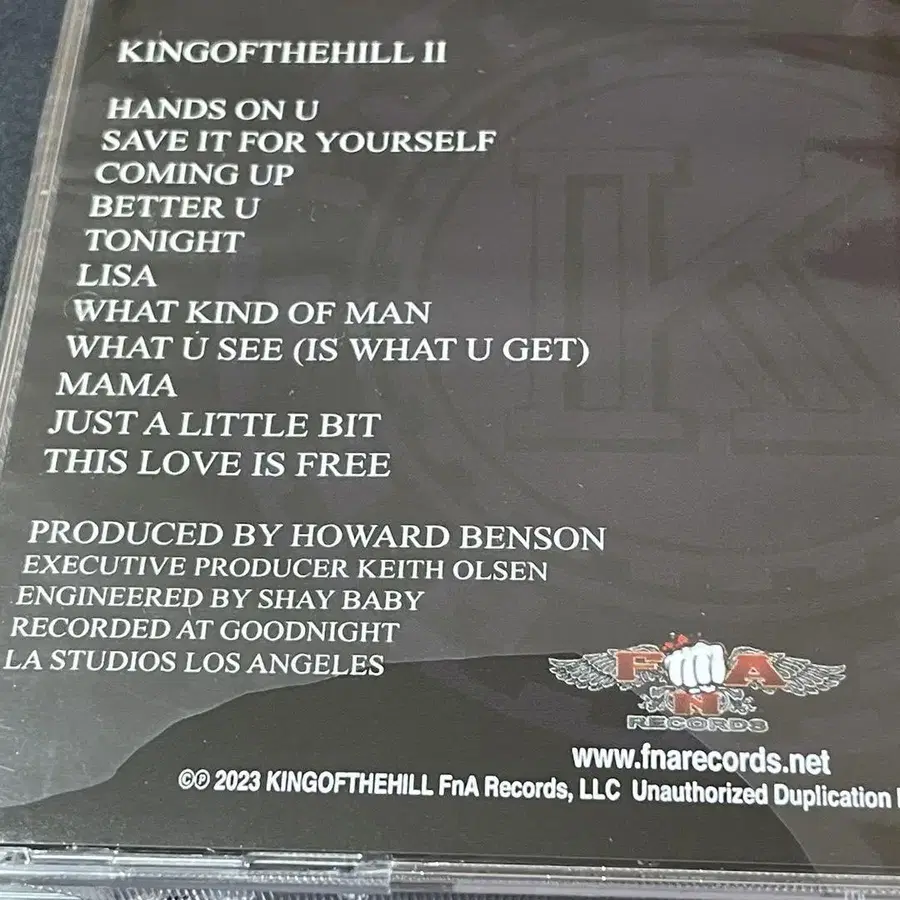 KINGOFTHEHILL II
HANDS ON U
SAVE IT FOR YOURSELF
COMING UP
BETTER U
TONIGHT
LISA
WHAT KIND OF MAN
WHAT U SEE (IS WHAT U GET)
MAMA
JUST A LITTLE BIT
THIS LOVE IS FREE
PRODUCED BY HOWARD BENSON
EXECUTIVE PRODUCER KEITH OLSEN
ENGINEERED BY SHAY BABY
RECORDED AT GOODNIGHT
LA STUDIOS LOS ANGELES
F N A
RECORDS
www.fnarecords.net
©℗ 2023 KINGOFTHEHILL FnA Records, LLC Unauthorized Duplication
K